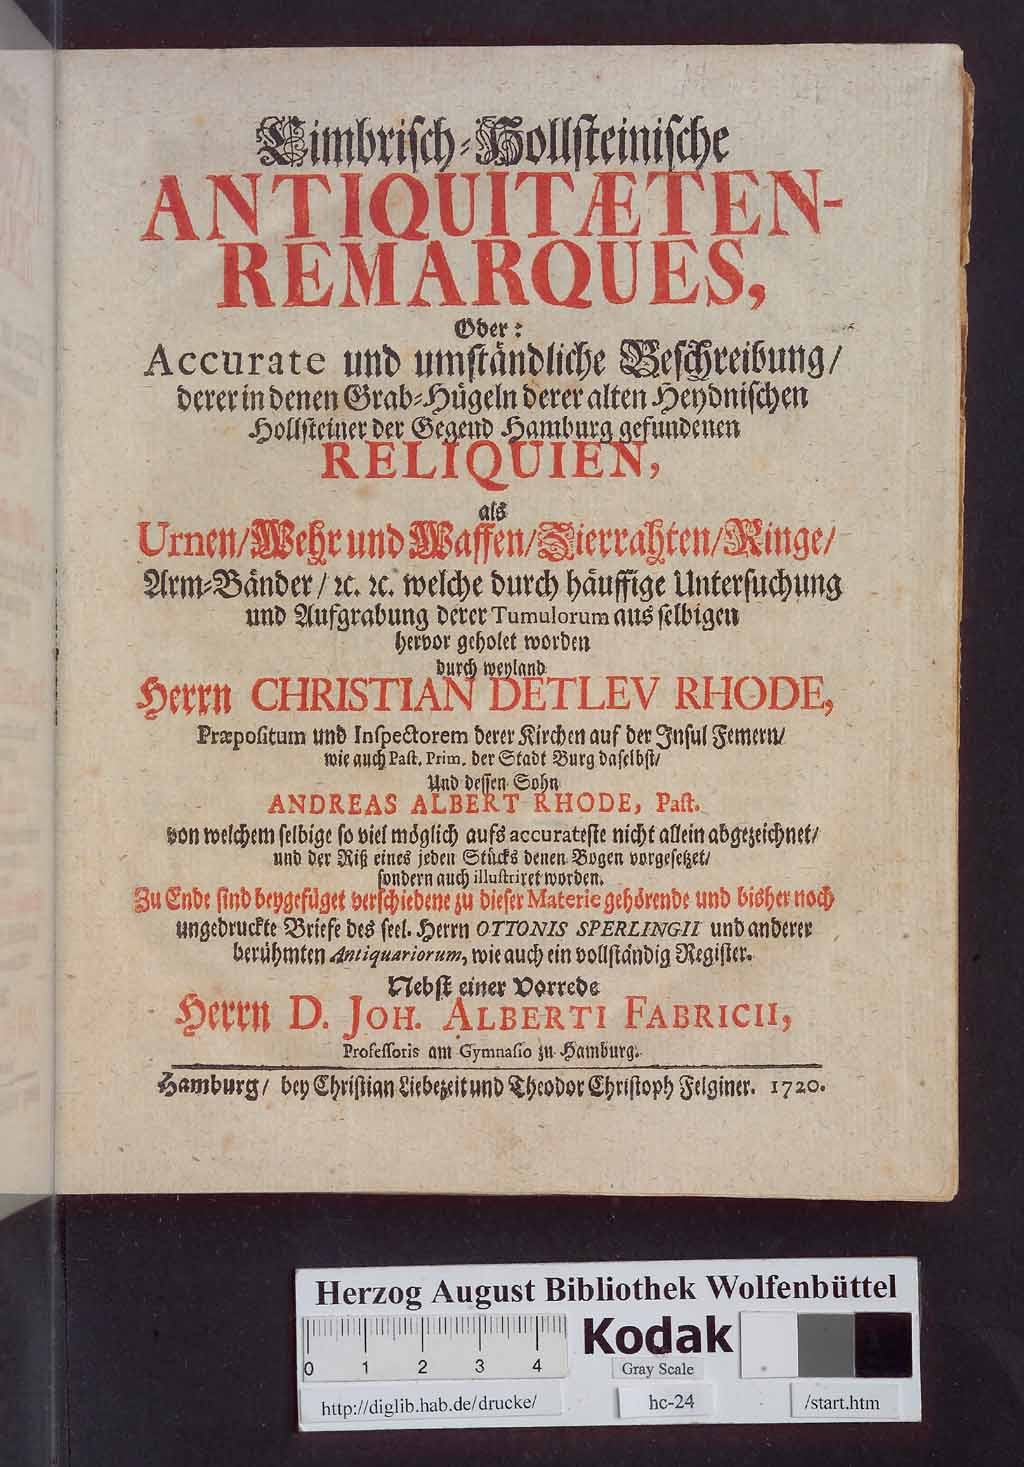 Cimbrisch-Hollsteinische
ANTIQUITÆTEN-
REMARQUES,
Oder:
Accurate und umständliche Beschreibung/
derer in denen Grab-Hügeln derer alten Heydnischen
Hollsteiner der Gegend Hamburg gefundenen
RELIQUIEN,
als
Urnen/Wehr und Waffen/Zierrahten/Ringe/
Arm-Bänder/ ꝛc. ꝛc. welche durch häuffige Untersuchung
und Aufgrabung derer Tumulorum aus selbigen
hervor geholet worden
durch weyland
Herrn CHRISTIAN DETLEV RHODE,
Præpositum und Inspectorem derer Kirchen auf der Insul Femern/
wie auch Past. Prim. der Stadt Burg daselbst/
Und dessen Sohn
ANDREAS ALBERT RHODE, Past.
von welchem selbige so viel möglich aufs accurateste nicht allein abgezeichnet/
und der Riß eines jeden Stücks denen Bogen vorgesetzet/
sondern auch illustriret worden.
Zu Ende sind beygefüget verschiedene zu dieser Materie gehörende und bisher noch
ungedruckte Briefe des seel. Herrn OTTONIS SPERLINGII und anderer
berühmten Antiquariorum, wie auch ein vollständig Register.
Nebst einer Vorrede
Herrn D. JOH. ALBERTI FABRICII,
Professoris am Gymnasio zu Hamburg.
Hamburg/ bey Christian Liebezeit und Theodor Christoph Felginer. 1720.
Herzog August Bibliothek Wolfenbüttel
0 1 2 3 4
Kodak
Gray Scale
http://diglib.hab.de/drucke/ hc-24 /start.htm